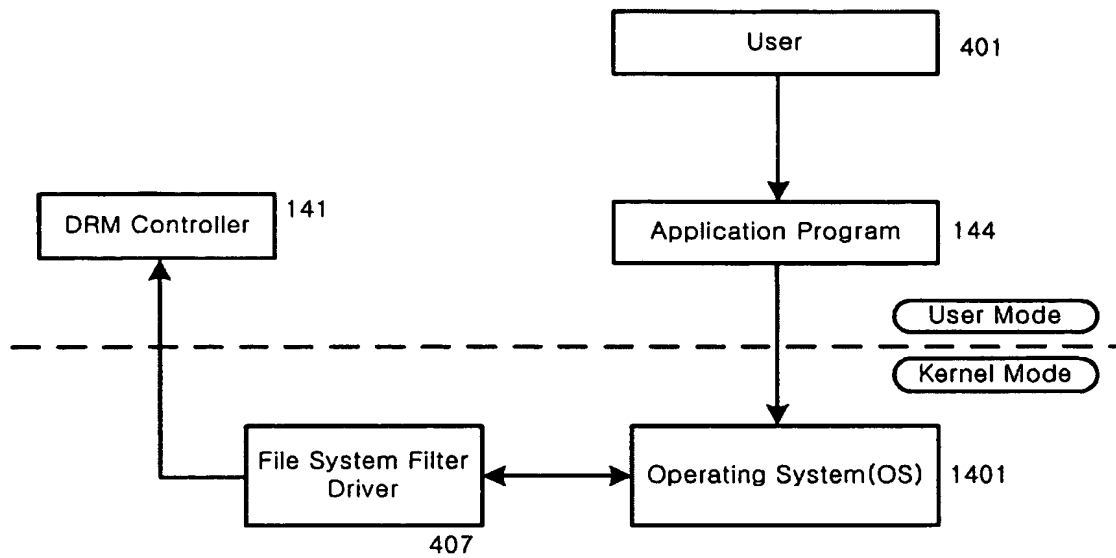 User
401
DRM Controller
141
Application Program
144
User Mode
Kernel Mode
File System Filter
Driver
407
Operating System(OS)
1401